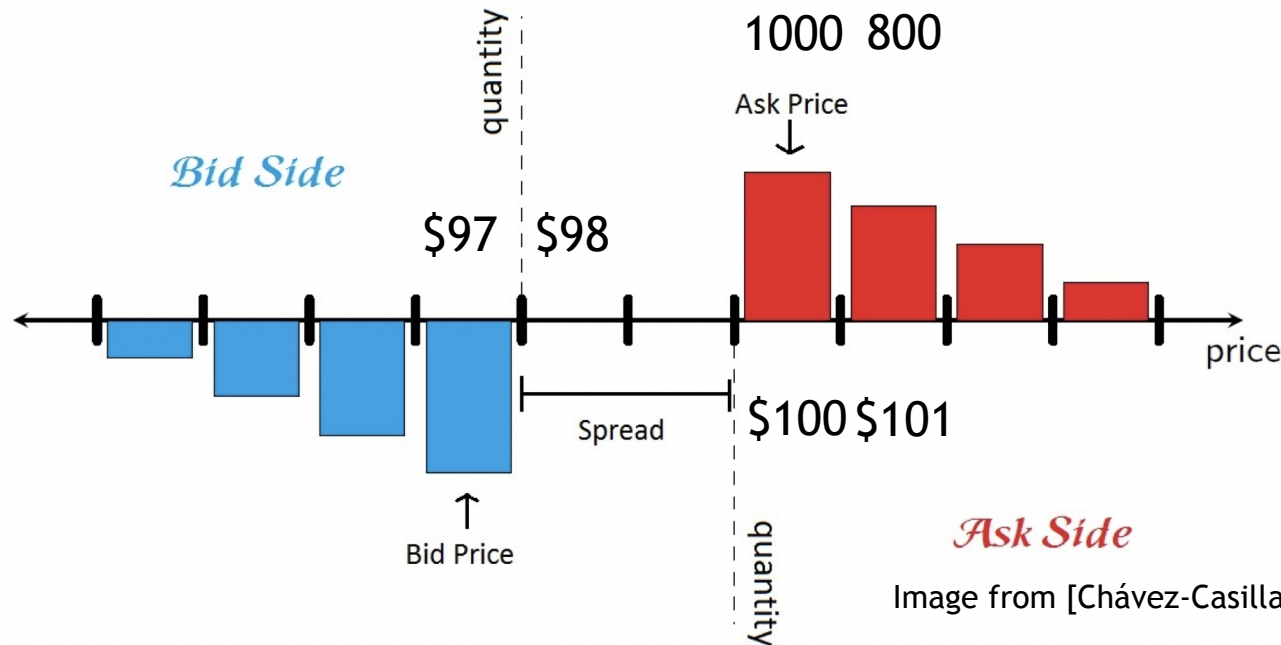 quantity
1000 800
Ask Price
Bid Side
$97 $98
price
$100 $101
Spread
Bid Price
quantity
Ask Side
Image from [Chávez-Casilla